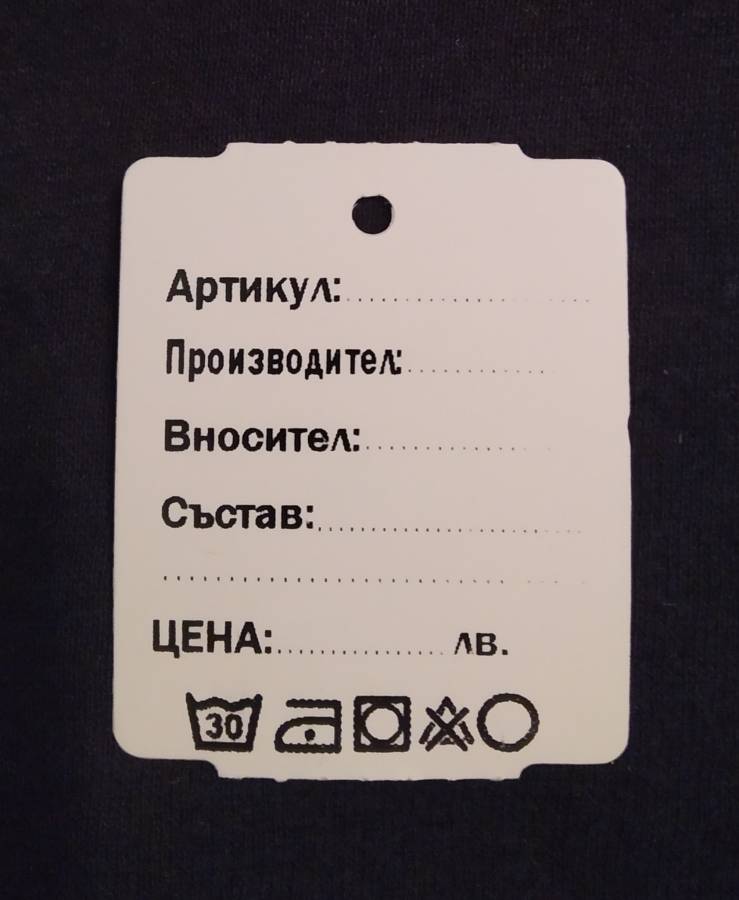 Артикул:
Производител:
Вносител:
Състав:
ЦЕНА: лв.
30